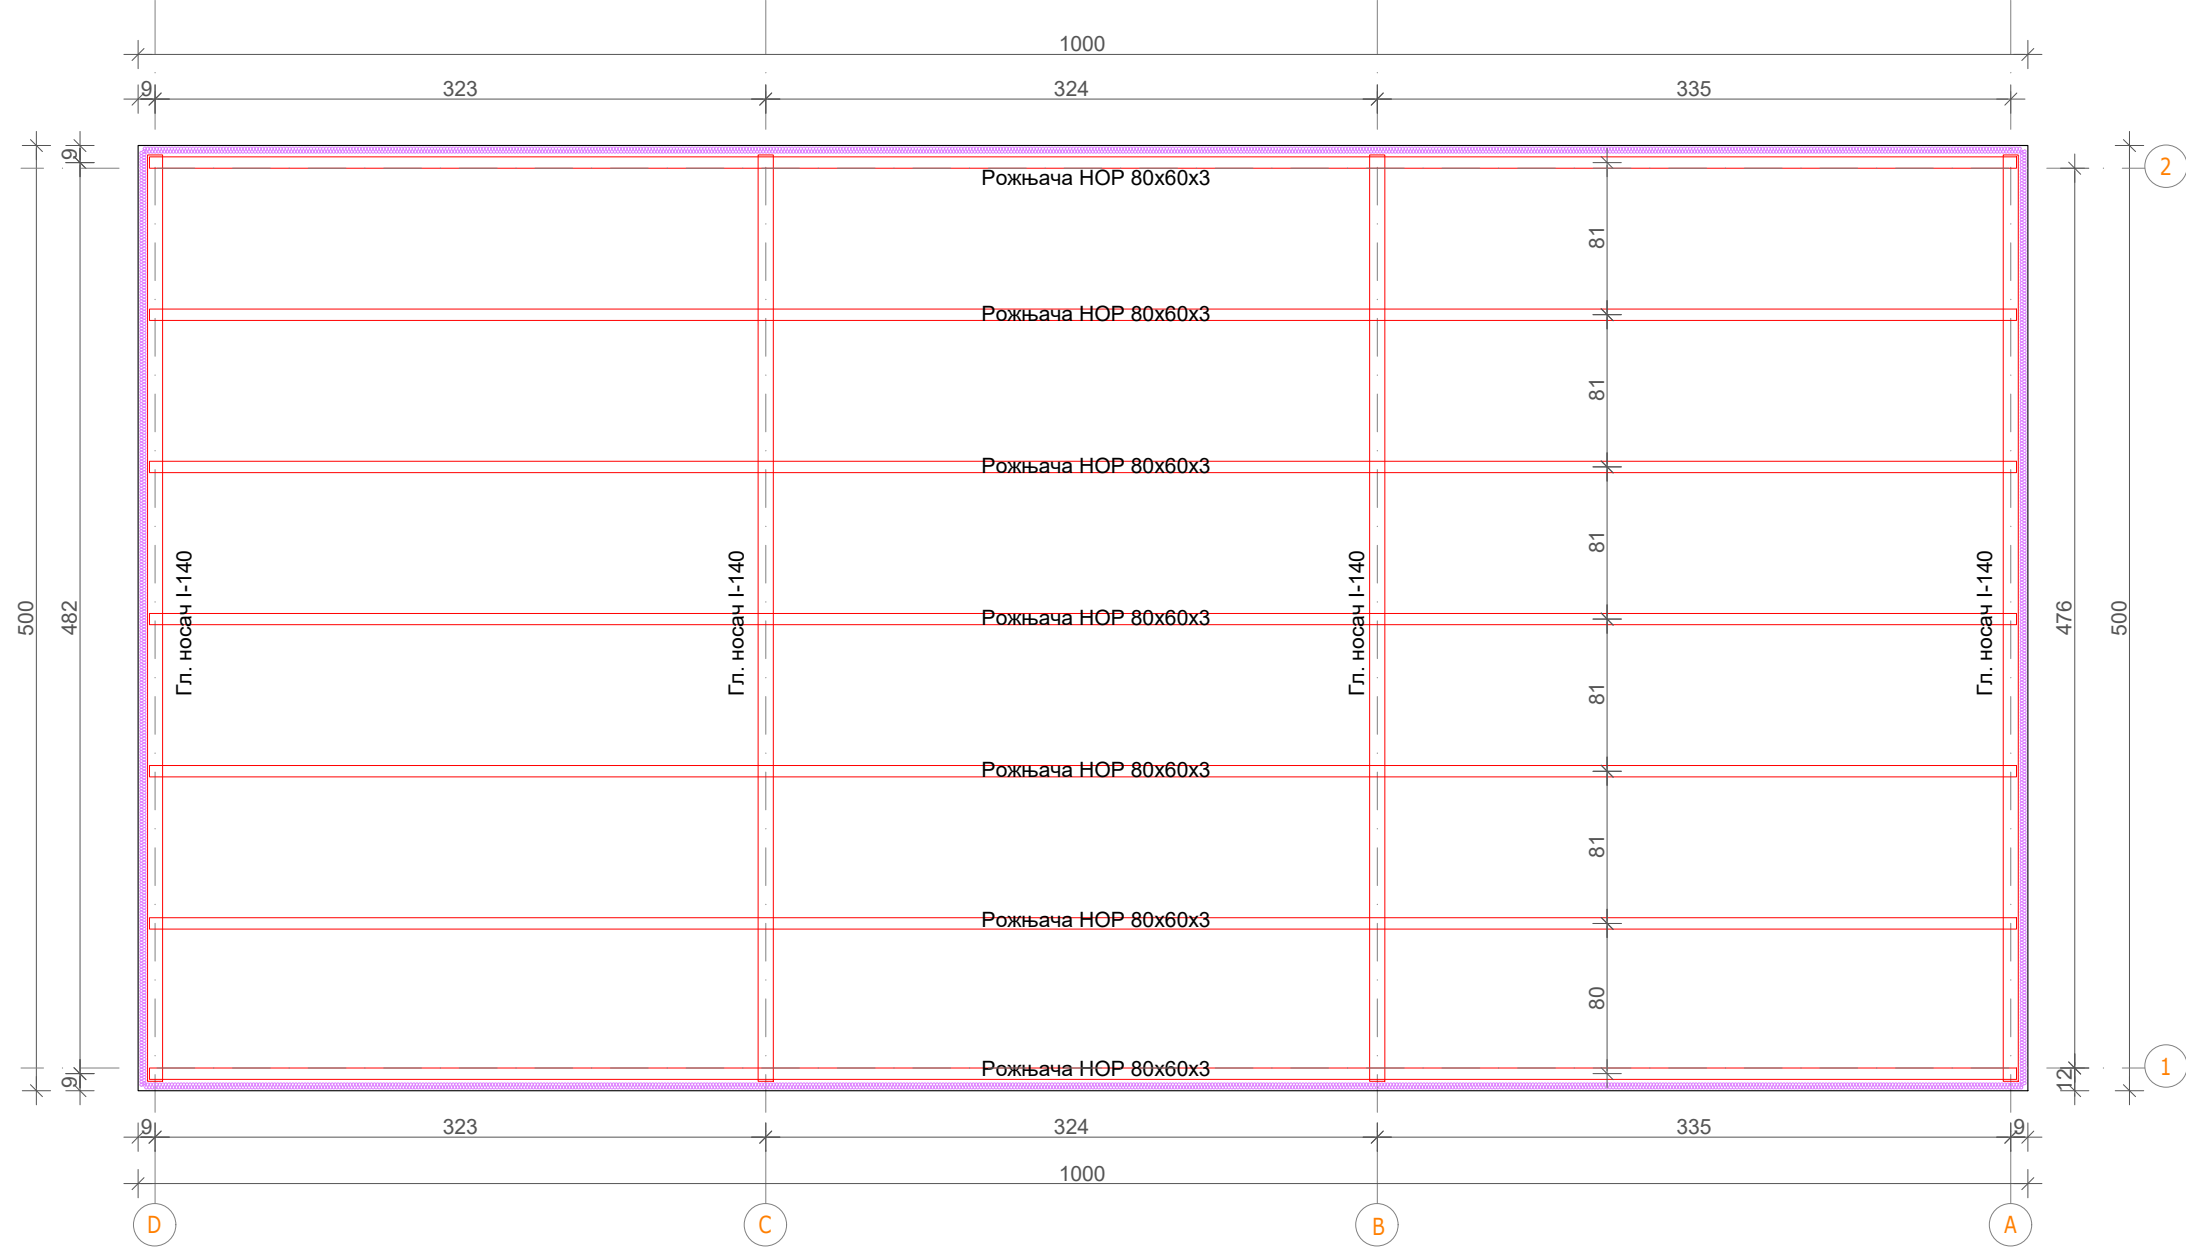 1000
9 323 324 335
9
2
Рожњача НОР 80x60x3
81
Рожњача НОР 80x60x3
81
Рожњача НОР 80x60x3
81
Гл. носач I-140
Гл. носач I-140
Гл. носач I-140
Гл. носач I-140
500
482
Рожњача НОР 80x60x3
476
500
81
Рожњача НОР 80x60x3
81
Рожњача НОР 80x60x3
80
Рожњача НОР 80x60x3
9
12
1
9 323 324 335 9
1000
D C B A